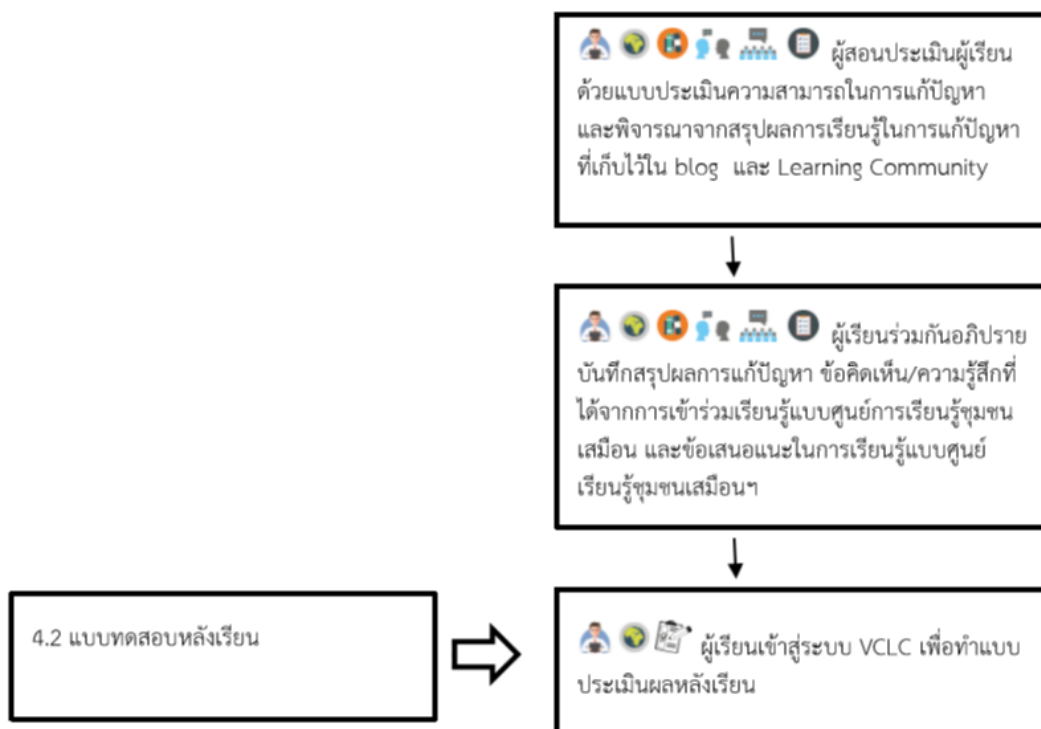 ผู้สอนประเมินผู้เรียน
ด้วยแบบประเมินความสามารถในการแก้ปัญหา
และพิจารณาจากสรุปผลการเรียนรู้ในการแก้ปัญหา
ที่เก็บไว้ใน blog และ Learning Community
ผู้เรียนร่วมกันอภิปราย
บันทึกสรุปผลการแก้ปัญหา ข้อคิดเห็น/ความรู้สึกที่
ได้จากการเข้าร่วมเรียนรู้แบบศูนย์การเรียนรู้ชุมชน
เสมือน และข้อเสนอแนะในการเรียนรู้แบบศูนย์
เรียนรู้ชุมชนเสมือนฯ
4.2 แบบทดสอบหลังเรียน
ผู้เรียนเข้าสู่ระบบ VCLC เพื่อทำแบบ
ประเมินผลหลังเรียน